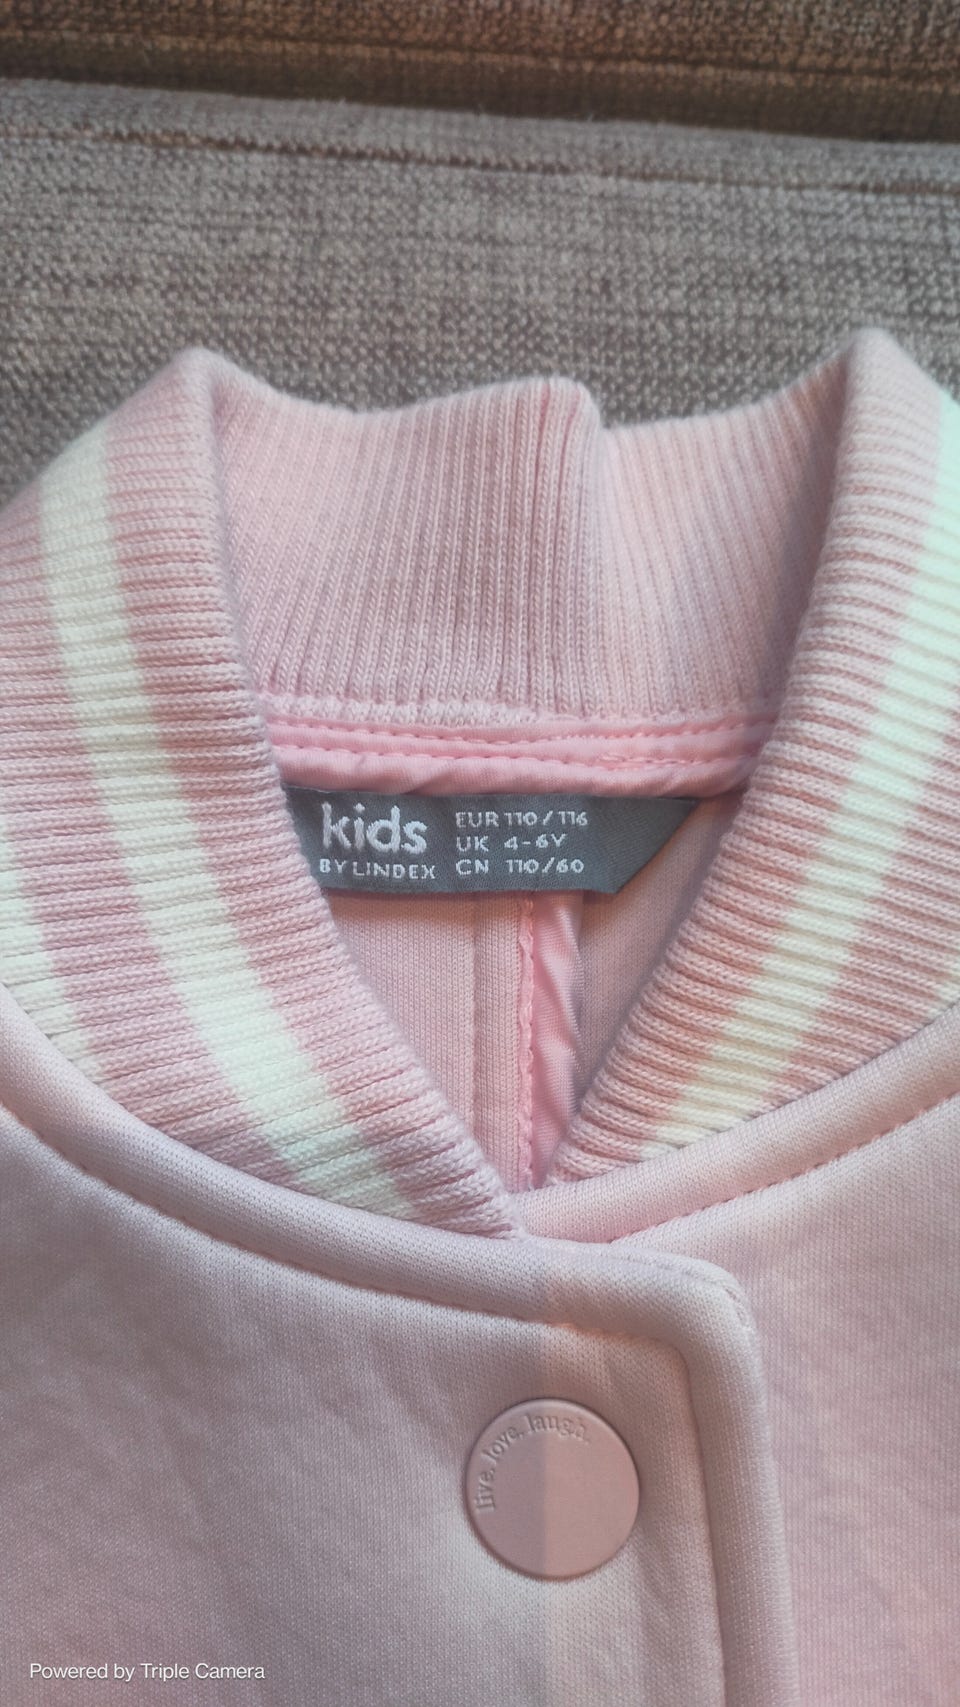 kids
BY LINDEX
EUR 110/116
UK 4-6Y
CN 110/60
live. love. laugh.
Powered by Triple Camera